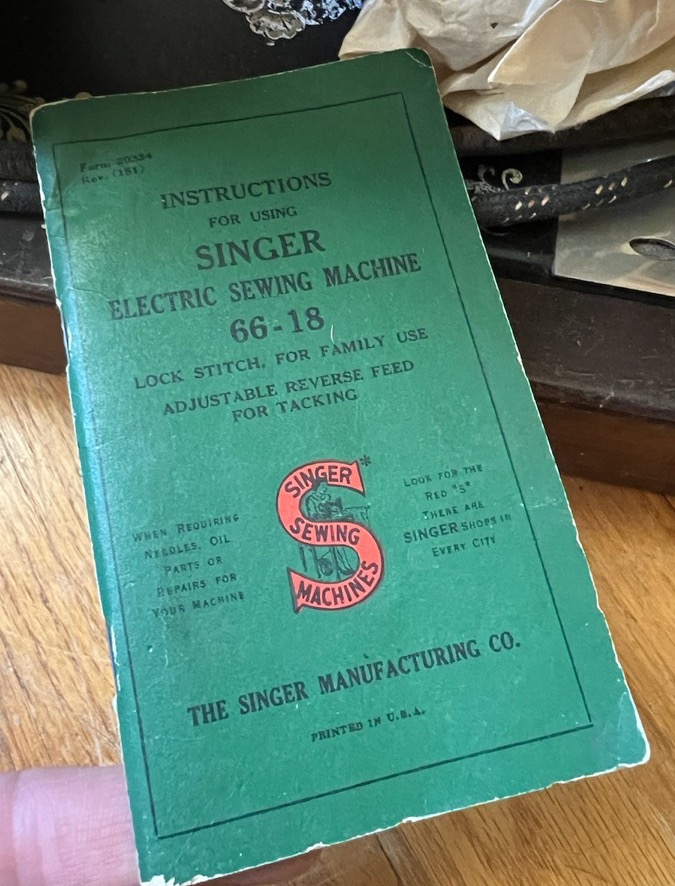 Form 20334
Rev. (151)
INSTRUCTIONS
FOR USING
SINGER
ELECTRIC SEWING MACHINE
66-18
LOCK STITCH, FOR FAMILY USE
ADJUSTABLE REVERSE FEED
FOR TACKING
WHEN REQUIRING
NEEDLES, OIL
PARTS OR
REPAIRS FOR
YOUR MACHINE
SINGER*
SEWING
MACHINES
LOOK FOR THE
RED "S"
THERE ARE
SINGER SHOPS IN
EVERY CITY
THE SINGER MANUFACTURING CO.
PRINTED IN U.S.A.